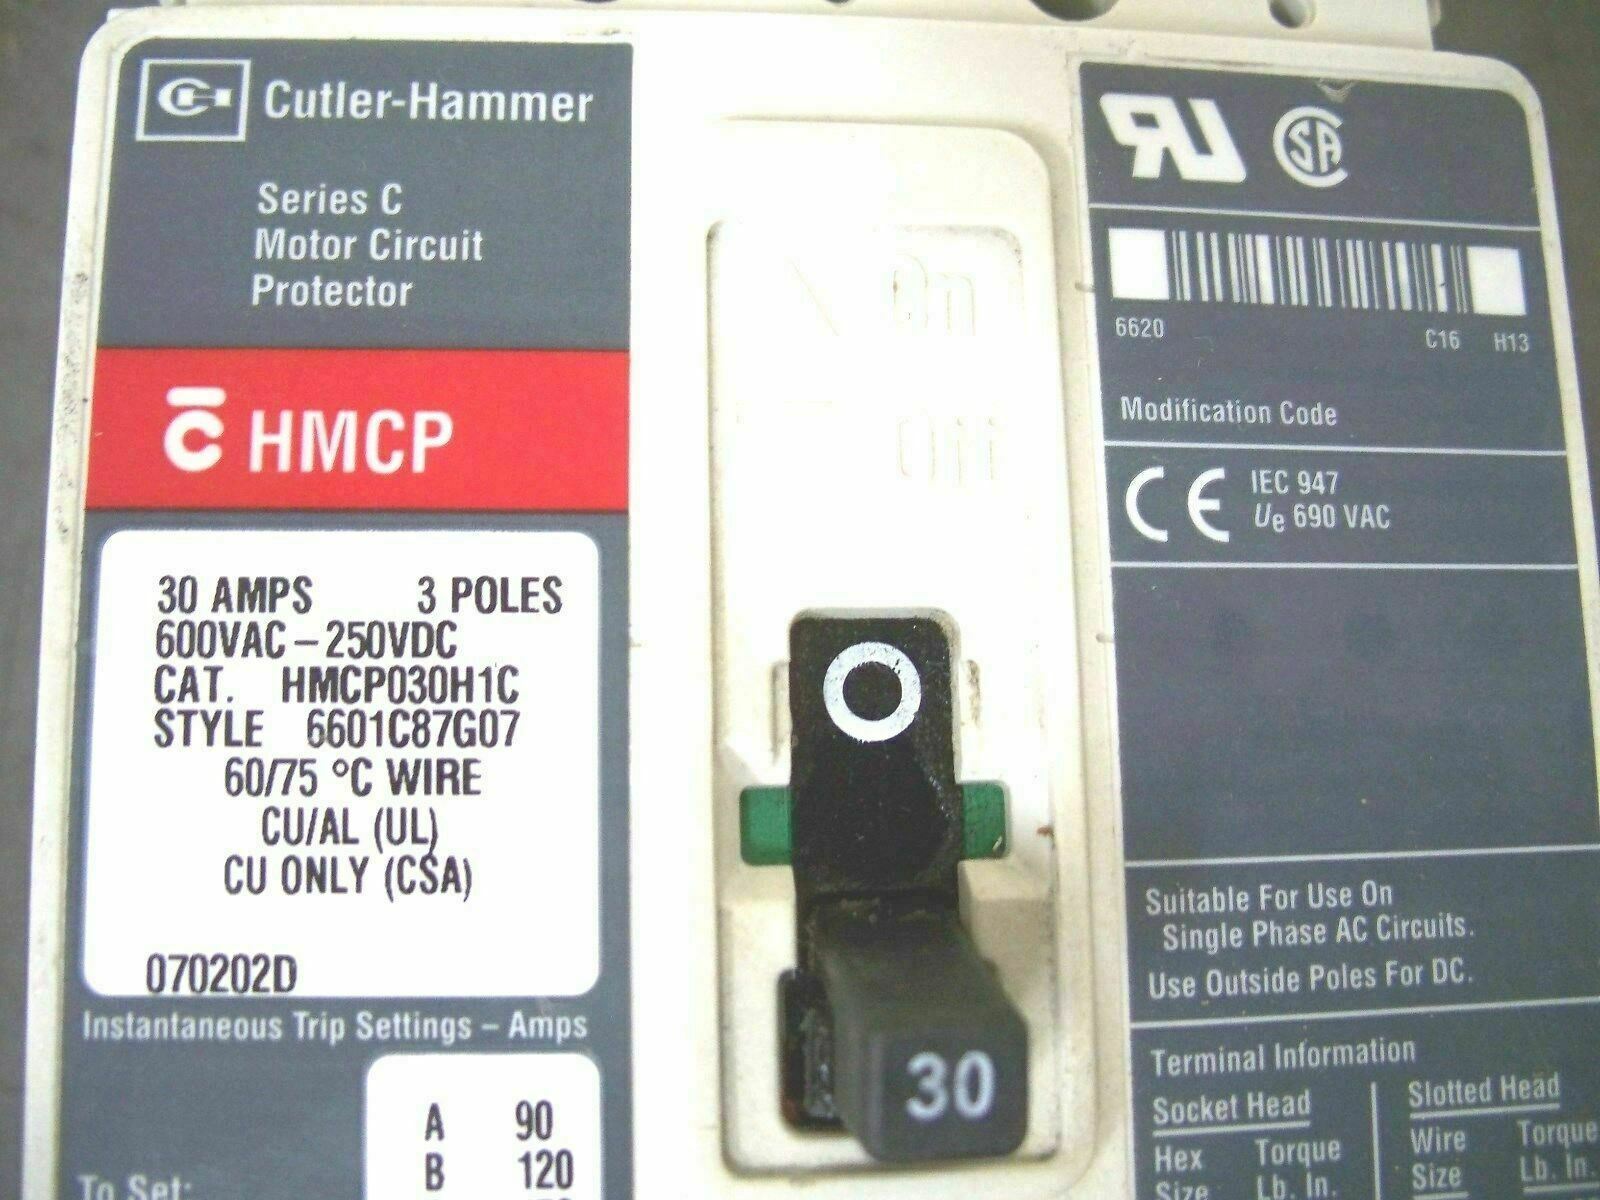 Cutler-Hammer
Series C
Motor Circuit
Protector
C HMCP
30 AMPS 3 POLES
600VAC-250VDC
CAT. HMCP030H1C
STYLE 6601C87G07
60/75 °C WIRE
CU/AL (UL)
CU ONLY (CSA)
070202D
Instantaneous Trip Settings - Amps
A 90
B 120
To Set:
On
Off
O
30
UR CSA
6620 C16 H13
Modification Code
CE IEC 947
Ue 690 VAC
Suitable For Use On
Single Phase AC Circuits.
Use Outside Poles For DC.
Terminal Information
Socket Head Slotted Head
Hex Torque Wire Torque
Size Lb. In. Size Lb. In.